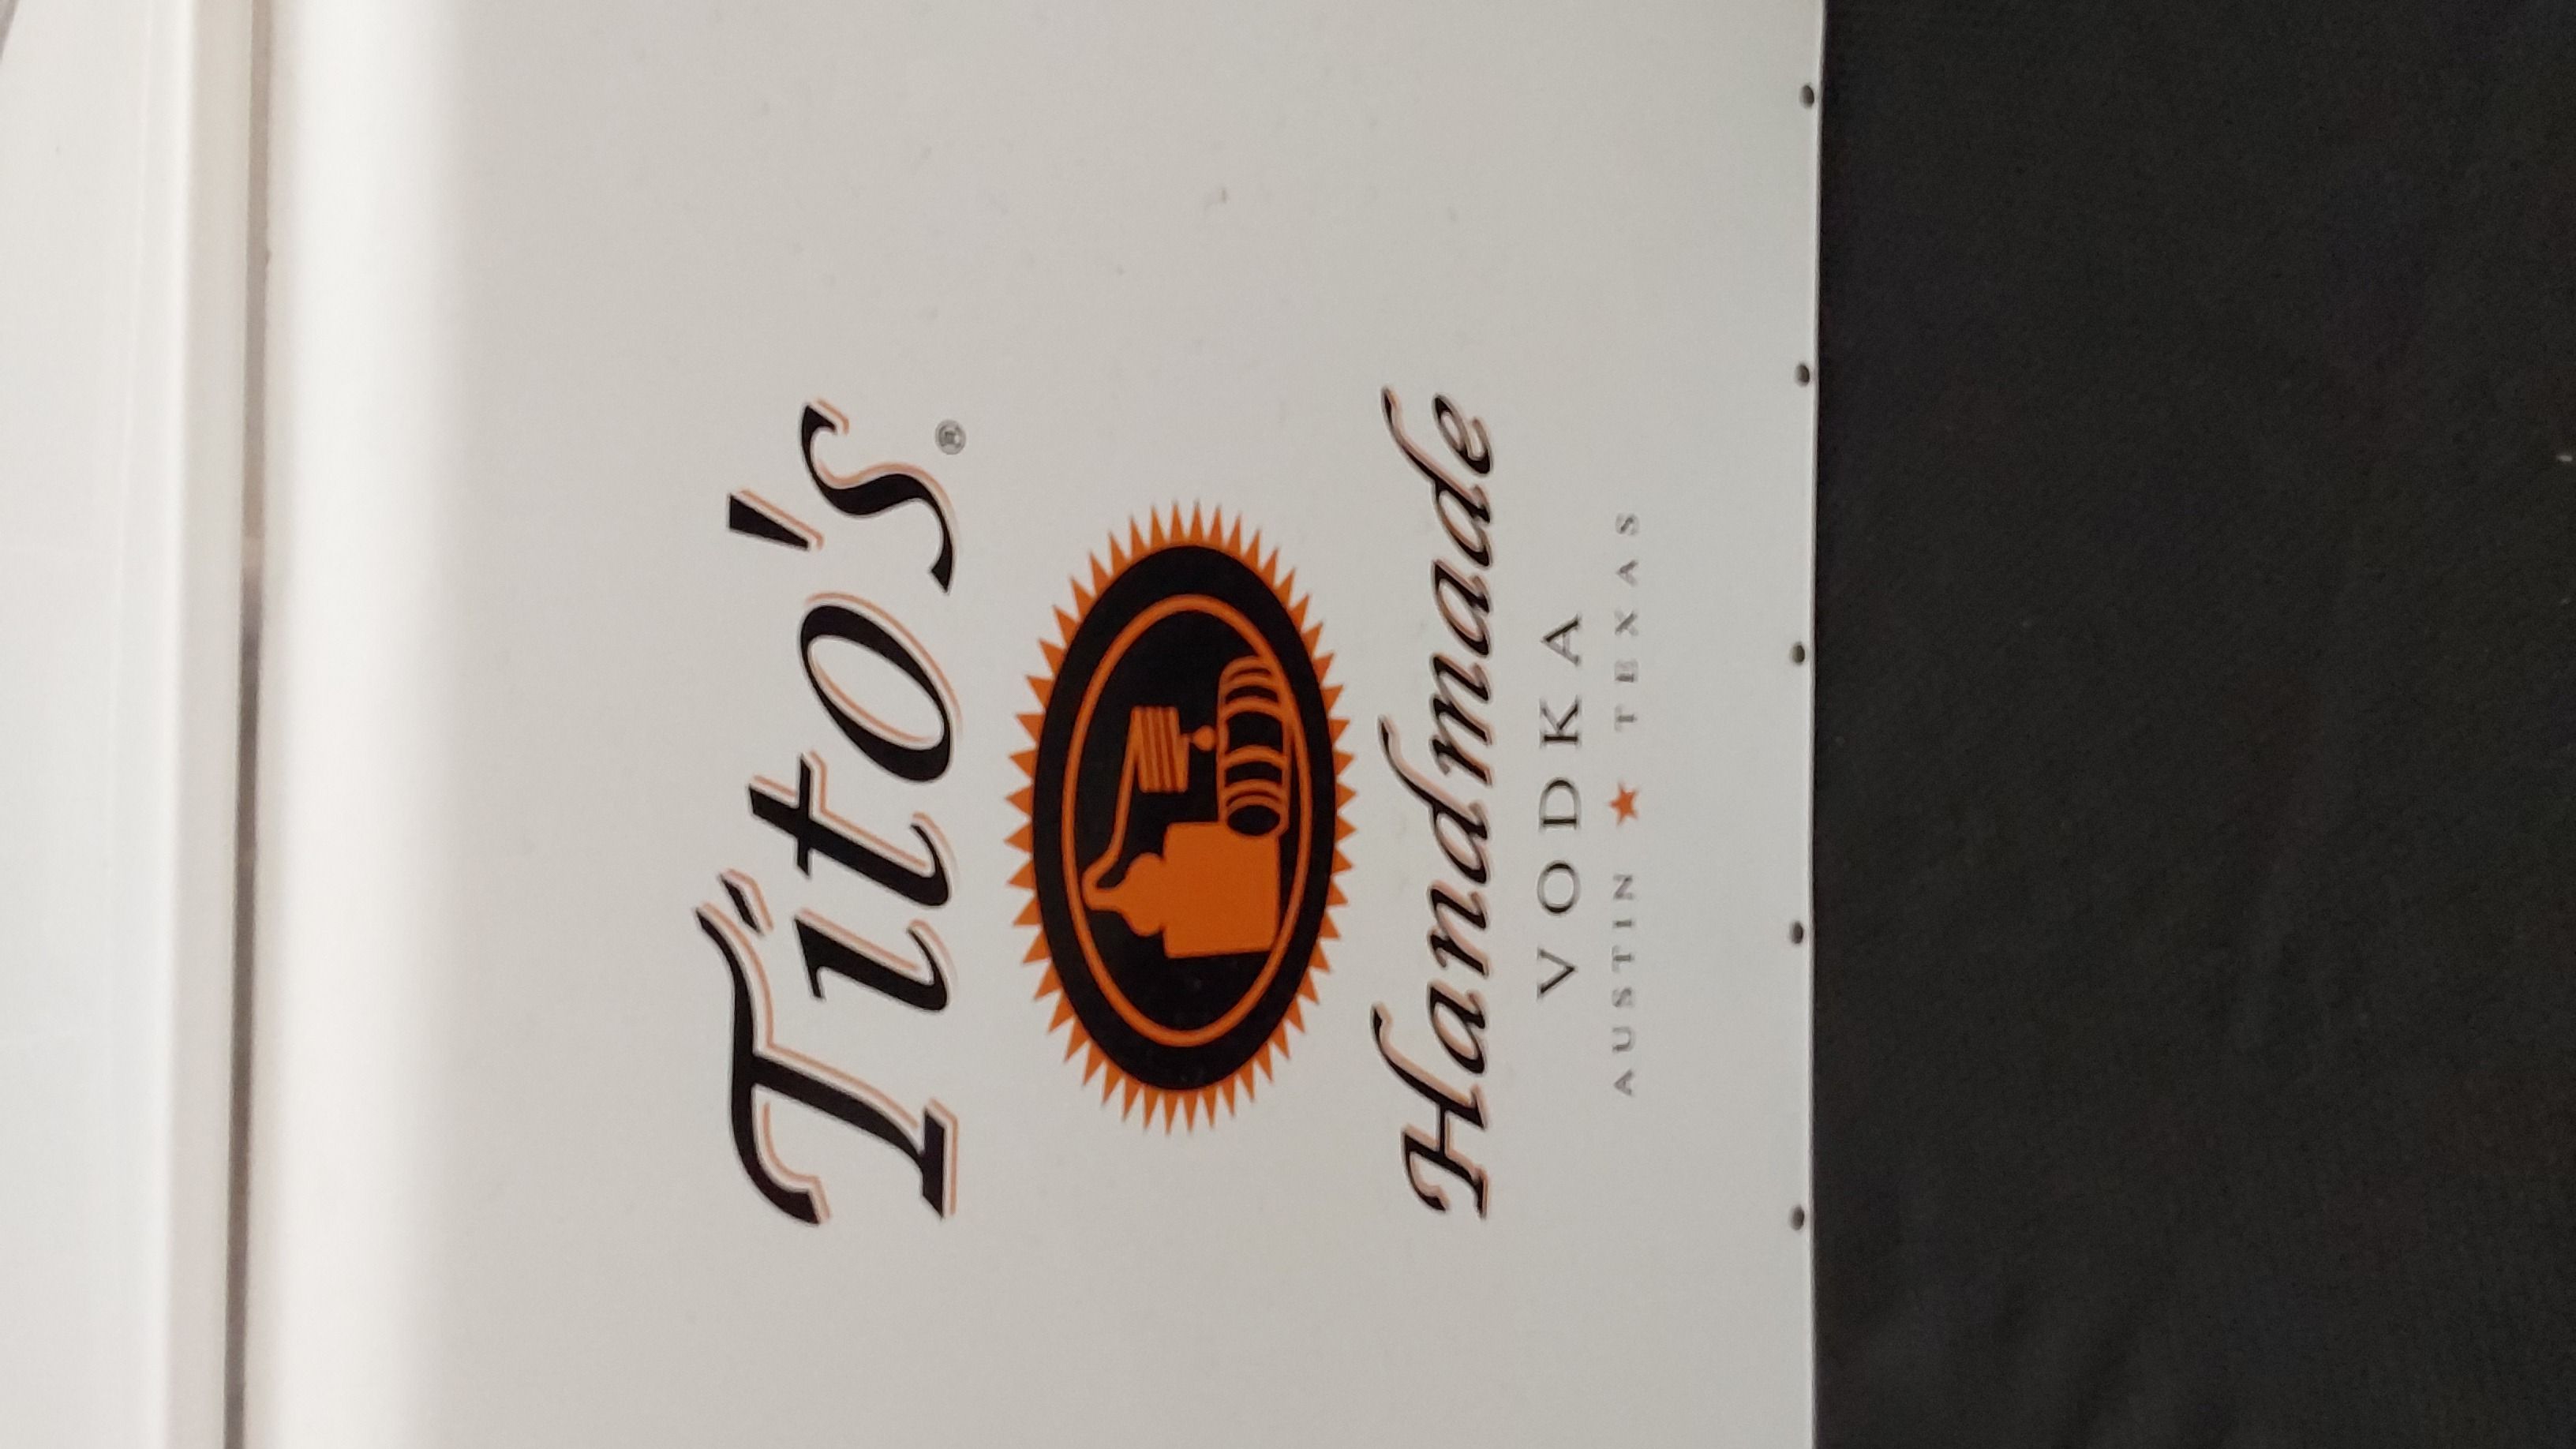 Tito's®
Handmade
VODKA
AUSTIN ★ TEXAS